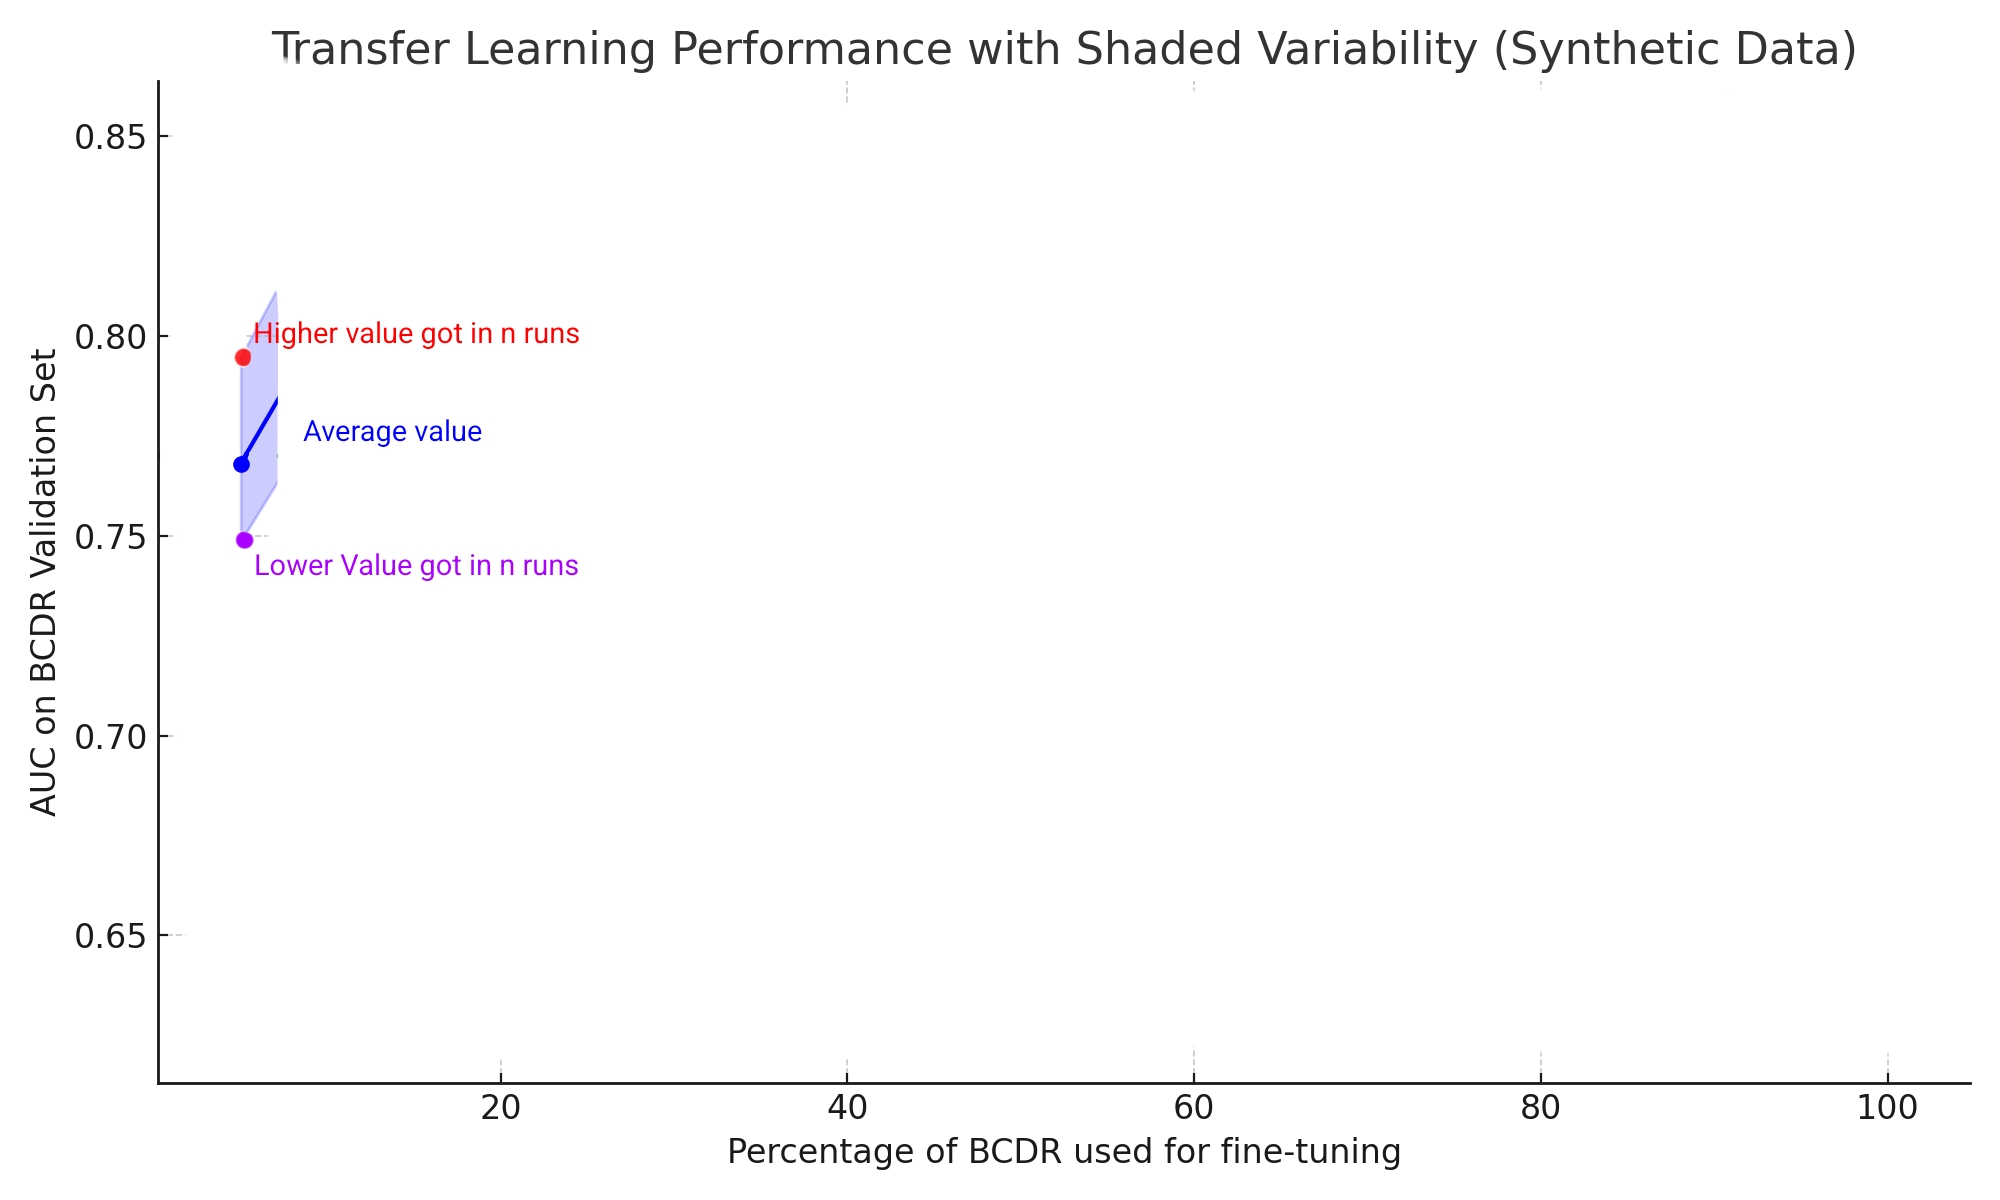 Transfer Learning Performance with Shaded Variability (Synthetic Data)
AUC on BCDR Validation Set
0.85
0.80
0.75
0.70
0.65
Higher value got in n runs
Average value
Lower Value got in n runs
20
40
60
80
100
Percentage of BCDR used for fine-tuning